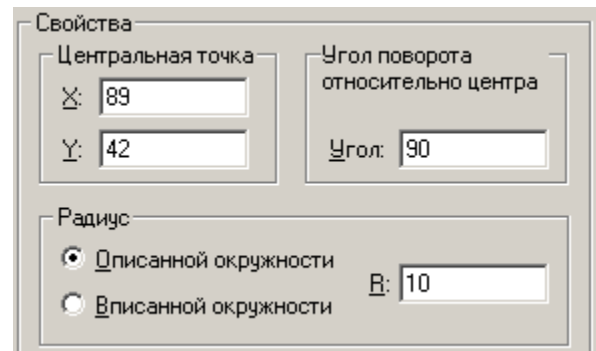 Свойства
Центральная точка
X: 89
Y: 42
Угол поворота
относительно центра
Угол: 90
Радиус
Описанной окружности
Вписанной окружности
R: 10